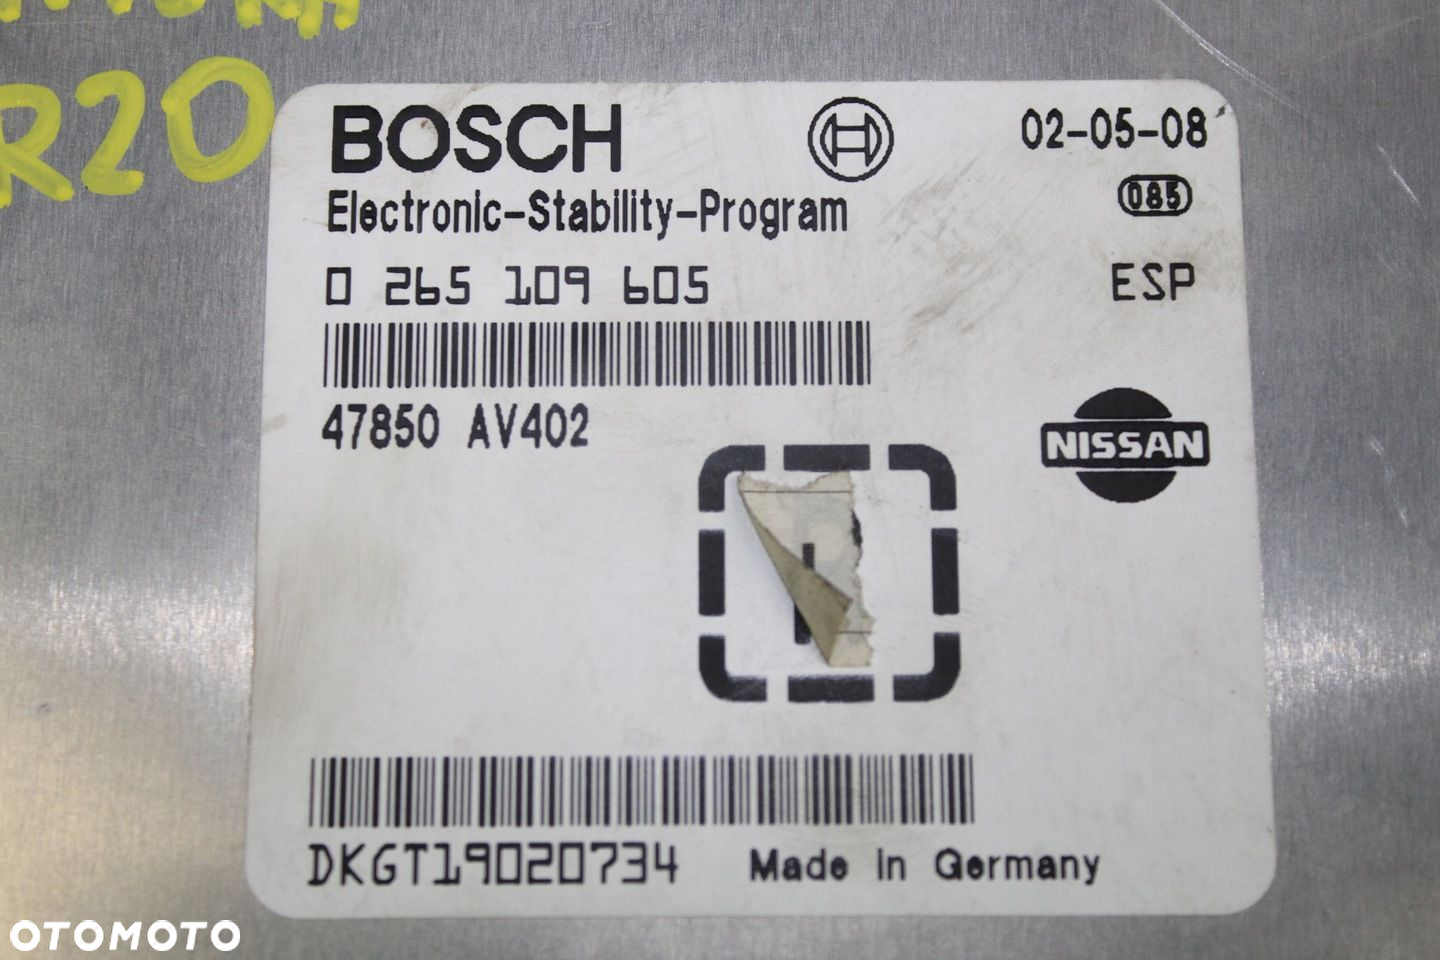 R20
BOSCH
02-05-08
085
Electronic-Stability-Program
0 265 109 605
ESP
47850 AV402
NISSAN
DKGT19020734
Made in Germany
OTOMOTO